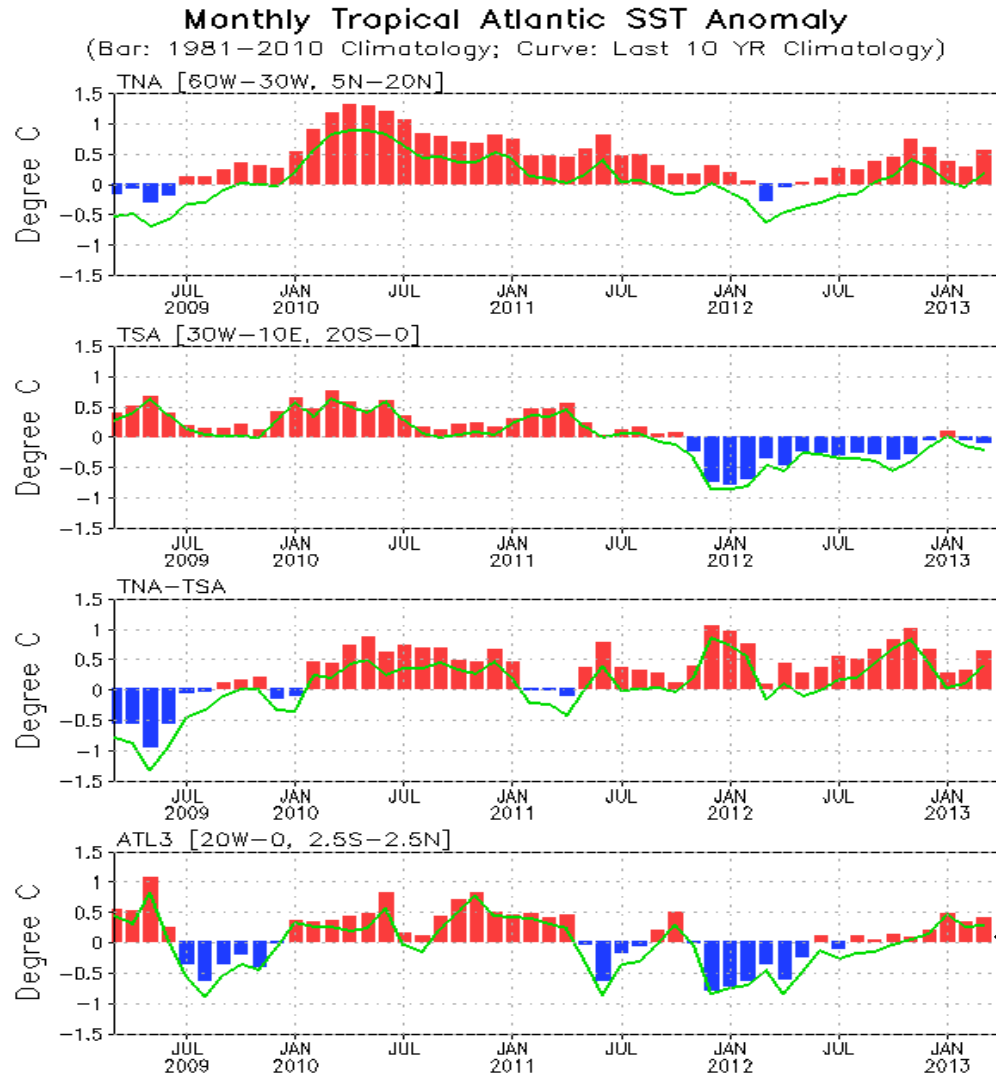 Monthly Tropical Atlantic SST Anomaly
(Bar: 1981-2010 Climatology; Curve: Last 10 YR Climatology)
TNA [60W-30W, 5N-20N]
Degree C
1.5
1
0.5
0
-0.5
-1
-1.5
JUL JAN JUL JAN JUL JAN JUL JAN
2009 2010 2011 2012 2013
TSA [30W-10E, 20S-0]
Degree C
1.5
1
0.5
0
-0.5
-1
-1.5
JUL JAN JUL JAN JUL JAN JUL JAN
2009 2010 2011 2012 2013
TNA-TSA
Degree C
1.5
1
0.5
0
-0.5
-1
-1.5
JUL JAN JUL JAN JUL JAN JUL JAN
2009 2010 2011 2012 2013
ATL3 [20W-0, 2.5S-2.5N]
Degree C
1.5
1
0.5
0
-0.5
-1
-1.5
JUL JAN JUL JAN JUL JAN JUL JAN
2009 2010 2011 2012 2013